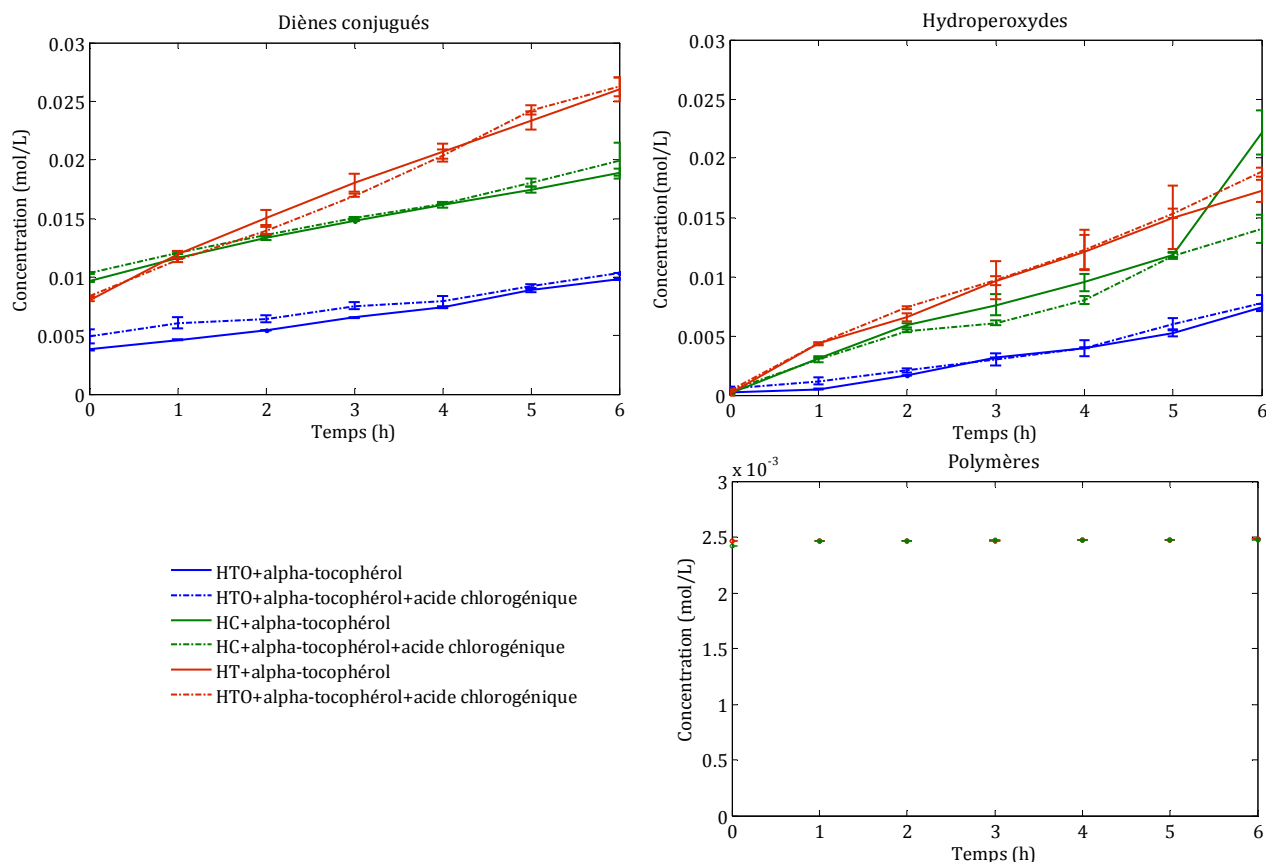 Diènes conjugués
0.03
0.025
0.02
0.015
0.01
0.005
0
Concentration (mol/L)
0 1 2 3 4 5 6
Temps (h)
Hydroperoxydes
0.03
0.025
0.02
0.015
0.01
0.005
0
Concentration(mol/L)
0 1 2 3 4 5 6
Temps (h)
HTO+alpha-tocophérol
HTO+alpha-tocophérol+acide chlorogénique
HC+alpha-tocophérol
HC+alpha-tocophérol+acide chlorogénique
HT+alpha-tocophérol
HTO+alpha-tocophérol+acide chlorogénique
x 10-3
Polymères
3
2.5
2
1.5
1
0.5
0
Concentration (mol/L)
0 1 2 3 4 5 6
Temps (h)